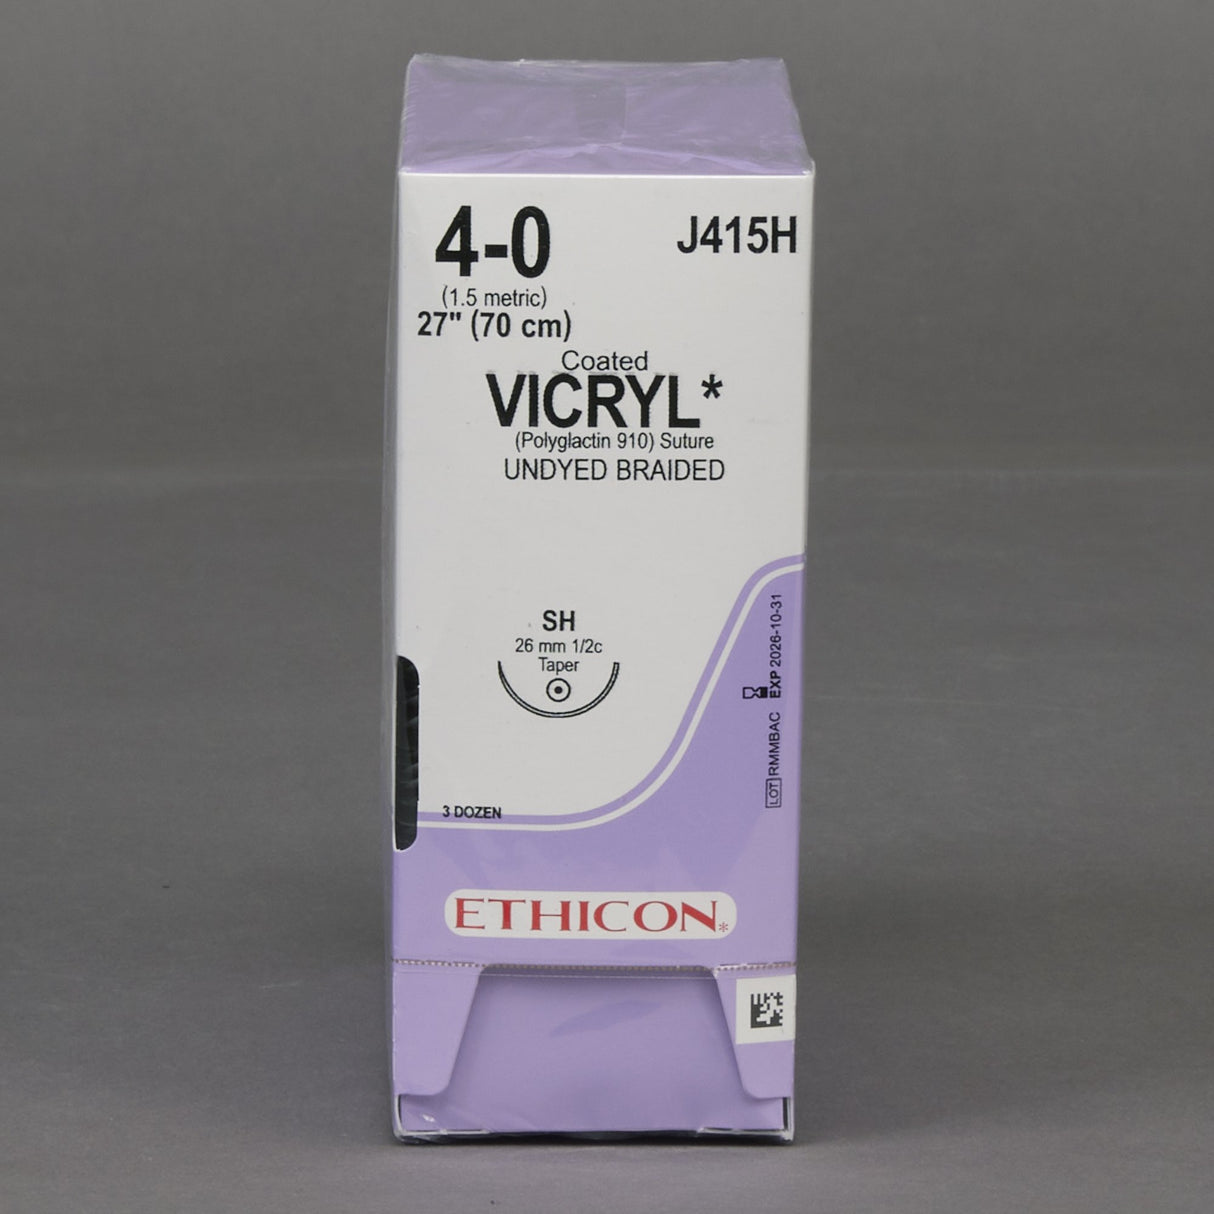 4-0
J415H
(1.5 metric)
27" (70 cm)
Coated
VICRYL*
(Polyglactin 910) Suture
UNDYED BRAIDED
SH
26 mm 1/2c
Taper
EXP 2026-10-31
LOT RMMBAC
3 DOZEN
ETHICON*